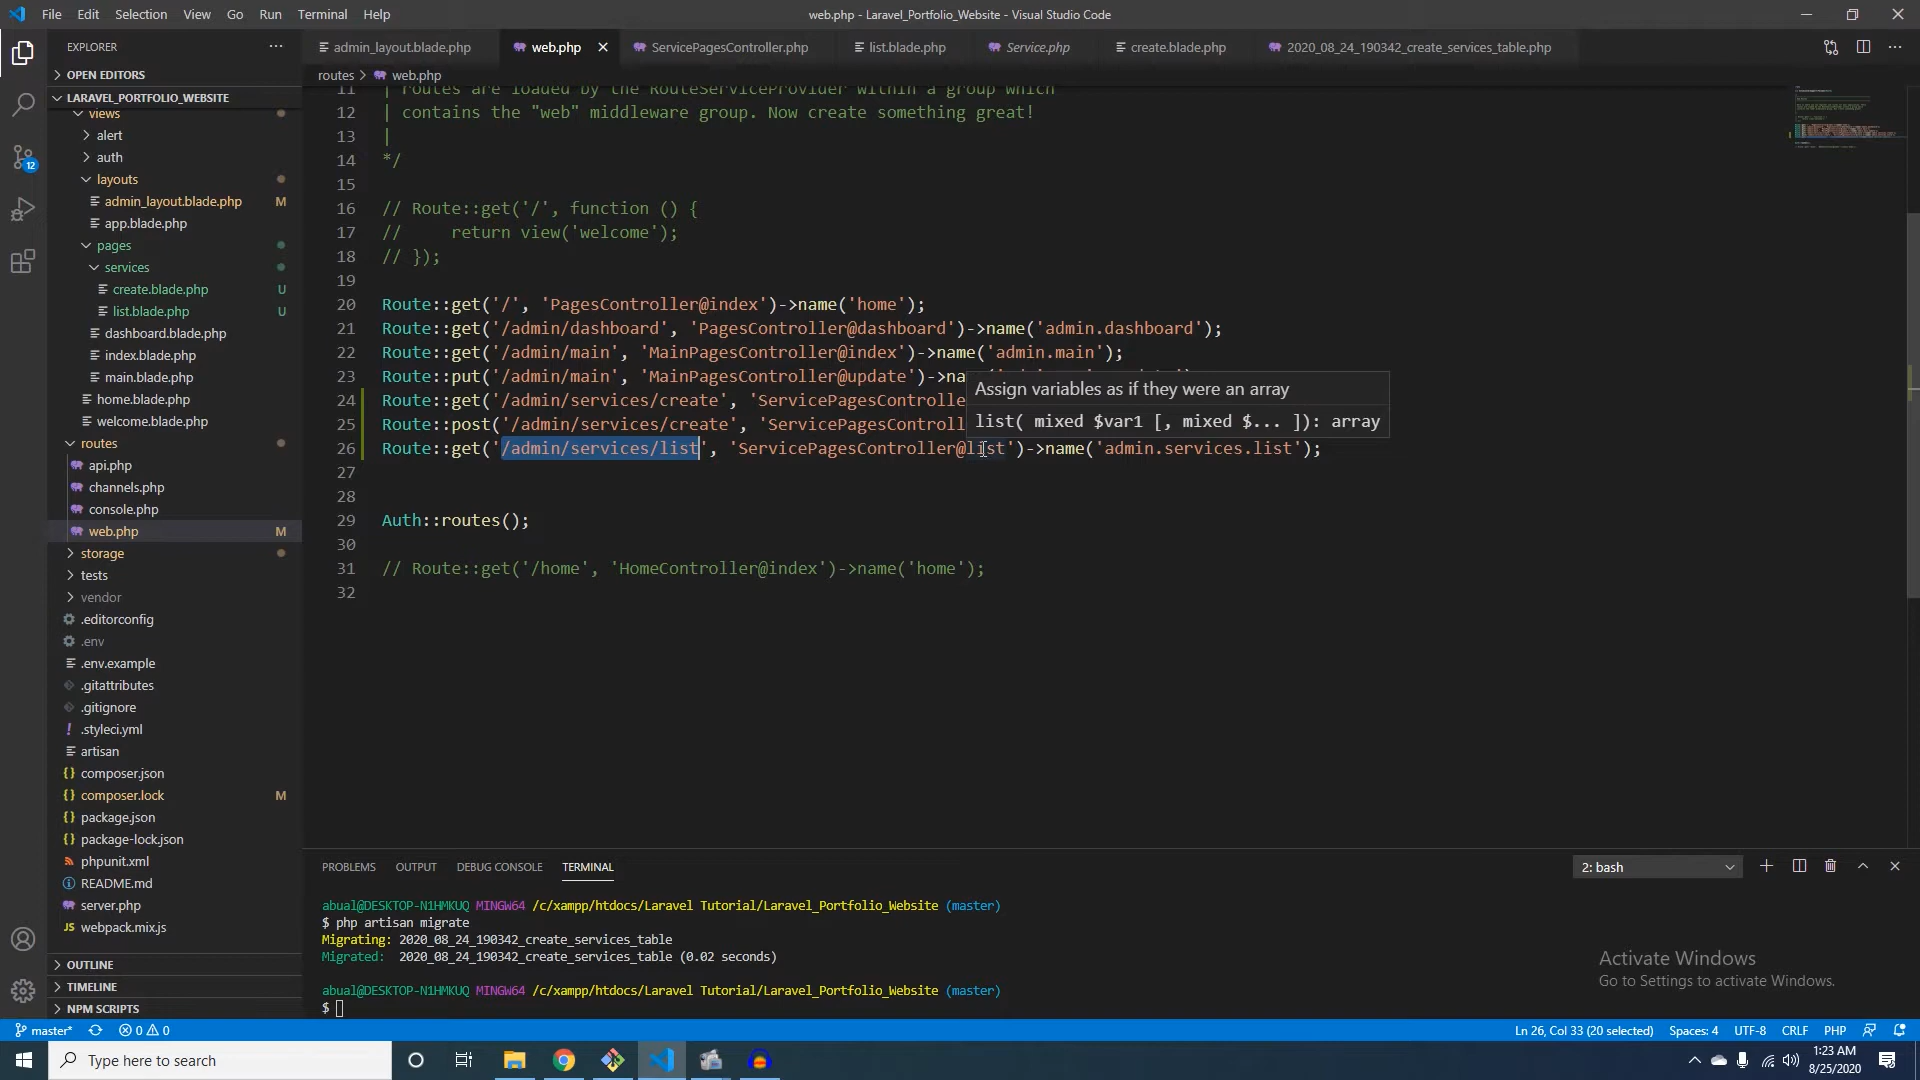 File Edit Selection View Go Run Terminal Help
web.php - Laravel_Portfolio_Website - Visual Studio Code
EXPLORER
admin_layout.blade.php web.php ServicePagesController.php list.blade.php Service.php create.blade.php 2020_08_24_190342_create_services_table.php
OPEN EDITORS
routes > web.php
LARAVEL_PORTFOLIO_WEBSITE
views
alert
auth
layouts
admin_layout.blade.php M
app.blade.php
pages
services
create.blade.php U
list.blade.php U
dashboard.blade.php
index.blade.php
main.blade.php
home.blade.php
welcome.blade.php
routes
api.php
channels.php
console.php
web.php M
storage
tests
vendor
.editorconfig
.env
.env.example
.gitattributes
.gitignore
.styleci.yml
artisan
composer.json
composer.lock M
package.json
package-lock.json
phpunit.xml
README.md
server.php
webpack.mix.js
OUTLINE
TIMELINE
NPM SCRIPTS
12
11 | routes are loaded by the RouteServiceProvider within a group which
12 | contains the "web" middleware group. Now create something great!
13 |
14 */
15
16 // Route::get('/', function () {
17 //     return view('welcome');
18 // });
19
20 Route::get('/', 'PagesController@index')->name('home');
21 Route::get('/admin/dashboard', 'PagesController@dashboard')->name('admin.dashboard');
22 Route::get('/admin/main', 'MainPagesController@index')->name('admin.main');
23 Route::put('/admin/main', 'MainPagesController@update')->na
24 Route::get('/admin/services/create', 'ServicePagesController
25 Route::post('/admin/services/create', 'ServicePagesControll
26 Route::get('/admin/services/list', 'ServicePagesController@list')->name('admin.services.list');
27
28
29 Auth::routes();
30
31 // Route::get('/home', 'HomeController@index')->name('home');
32
Assign variables as if they were an array
list( mixed $var1 [, mixed $... ]): array
PROBLEMS OUTPUT DEBUG CONSOLE TERMINAL
2: bash
abual@DESKTOP-N1HMKUQ MINGW64 /c/xampp/htdocs/Laravel Tutorial/Laravel_Portfolio_Website (master)
$ php artisan migrate
Migrating: 2020_08_24_190342_create_services_table
Migrated:  2020_08_24_190342_create_services_table (0.02 seconds)
abual@DESKTOP-N1HMKUQ MINGW64 /c/xampp/htdocs/Laravel Tutorial/Laravel_Portfolio_Website (master)
$
Activate Windows
Go to Settings to activate Windows.
master* 0 0 Ln 26, Col 33 (20 selected) Spaces: 4 UTF-8 CRLF PHP
Type here to search
1:23 AM
8/25/2020